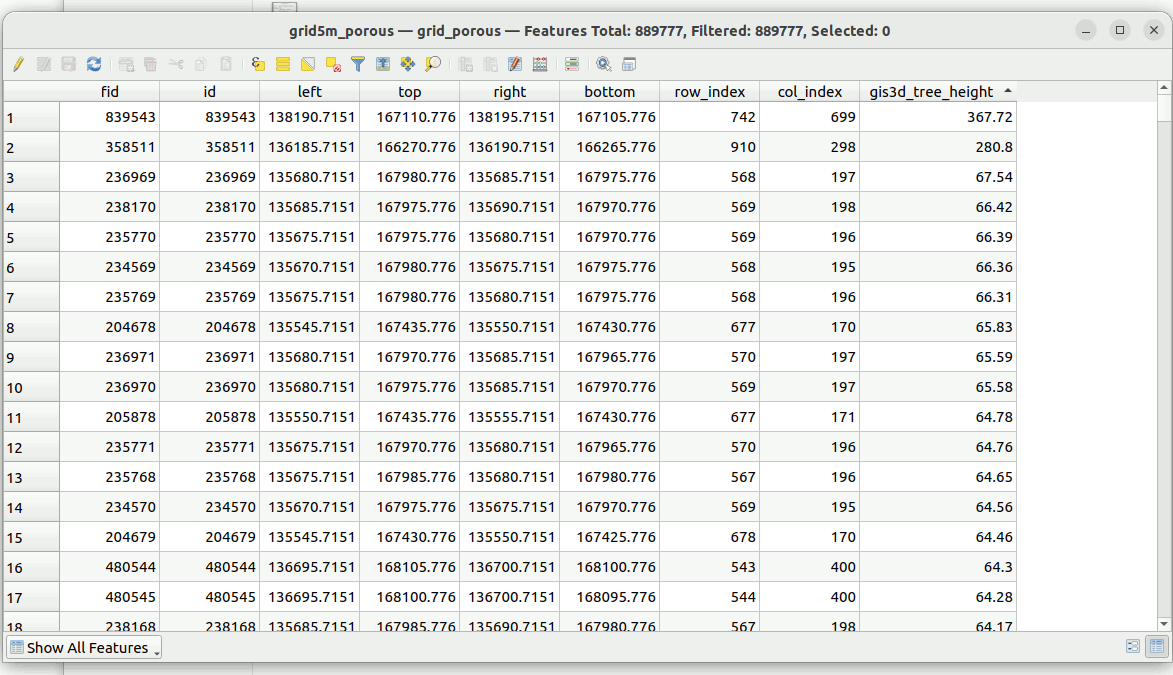 grid5m_porous — grid_porous — Features Total: 889777, Filtered: 889777, Selected: 0
fid id left top right bottom row_index col_index gis3d_tree_height
1 839543 839543 138190.7151 167110.776 138195.7151 167105.776 742 699 367.72
2 358511 358511 136185.7151 166270.776 136190.7151 166265.776 910 298 280.8
3 236969 236969 135680.7151 167980.776 135685.7151 167975.776 568 197 67.54
4 238170 238170 135685.7151 167975.776 135690.7151 167970.776 569 198 66.42
5 235770 235770 135675.7151 167975.776 135680.7151 167970.776 569 196 66.39
6 234569 234569 135670.7151 167980.776 135675.7151 167975.776 568 195 66.36
7 235769 235769 135675.7151 167980.776 135680.7151 167975.776 568 196 66.31
8 204678 204678 135545.7151 167435.776 135550.7151 167430.776 677 170 65.83
9 236971 236971 135680.7151 167970.776 135685.7151 167965.776 570 197 65.59
10 236970 236970 135680.7151 167975.776 135685.7151 167970.776 569 197 65.58
11 205878 205878 135550.7151 167435.776 135555.7151 167430.776 677 171 64.78
12 235771 235771 135675.7151 167970.776 135680.7151 167965.776 570 196 64.76
13 235768 235768 135675.7151 167985.776 135680.7151 167980.776 567 196 64.65
14 234570 234570 135670.7151 167975.776 135675.7151 167970.776 569 195 64.56
15 204679 204679 135545.7151 167430.776 135550.7151 167425.776 678 170 64.46
16 480544 480544 136695.7151 168105.776 136700.7151 168100.776 543 400 64.3
17 480545 480545 136695.7151 168100.776 136700.7151 168095.776 544 400 64.28
18 238168 238168 135685.7151 167985.776 135690.7151 167980.776 567 198 64.17
Show All Features